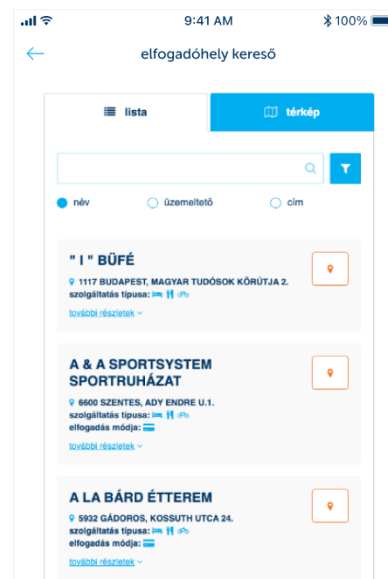 9:41 AM
100%
elfogadóhely kereső
lista
térkép
név
üzemeltető
cím
" I " BÜFÉ
1117 BUDAPEST, MAGYAR TUDÓSOK KÖRÚTJA 2.
szolgáltatás típusa:
további részletek
A & A SPORTSYSTEM
SPORTRUHÁZAT
6600 SZENTES, ADY ENDRE U.1.
szolgáltatás típusa:
elfogadás módja:
további részletek
A LA BÁRD ÉTTEREM
5932 GÁDOROS, KOSSUTH UTCA 24.
szolgáltatás típusa:
elfogadás módja:
további részletek